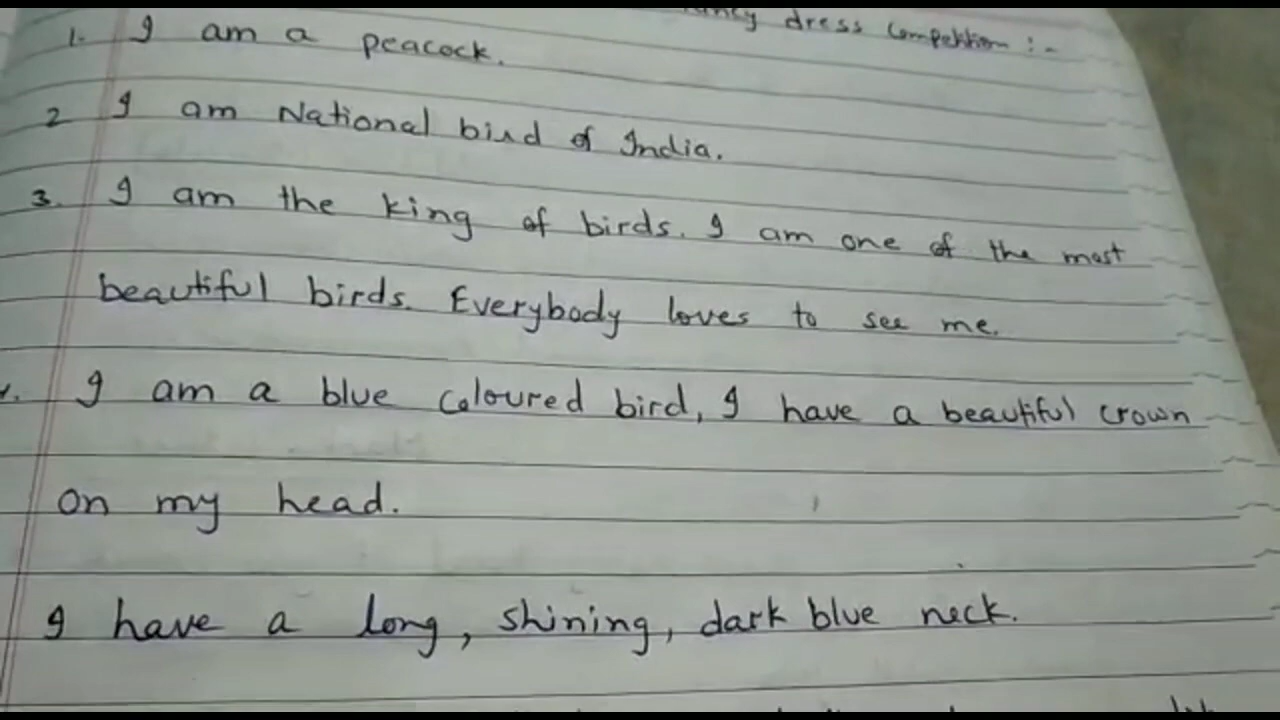 dress Competition :-
1. I am a peacock.
2 I am National bird of India.
3. I am the king of birds. I am one of the most
beautiful birds. Everybody loves to see me.
I am a blue coloured bird, I have a beautiful crown
on my head.
I have a long, shining, dark blue neck.